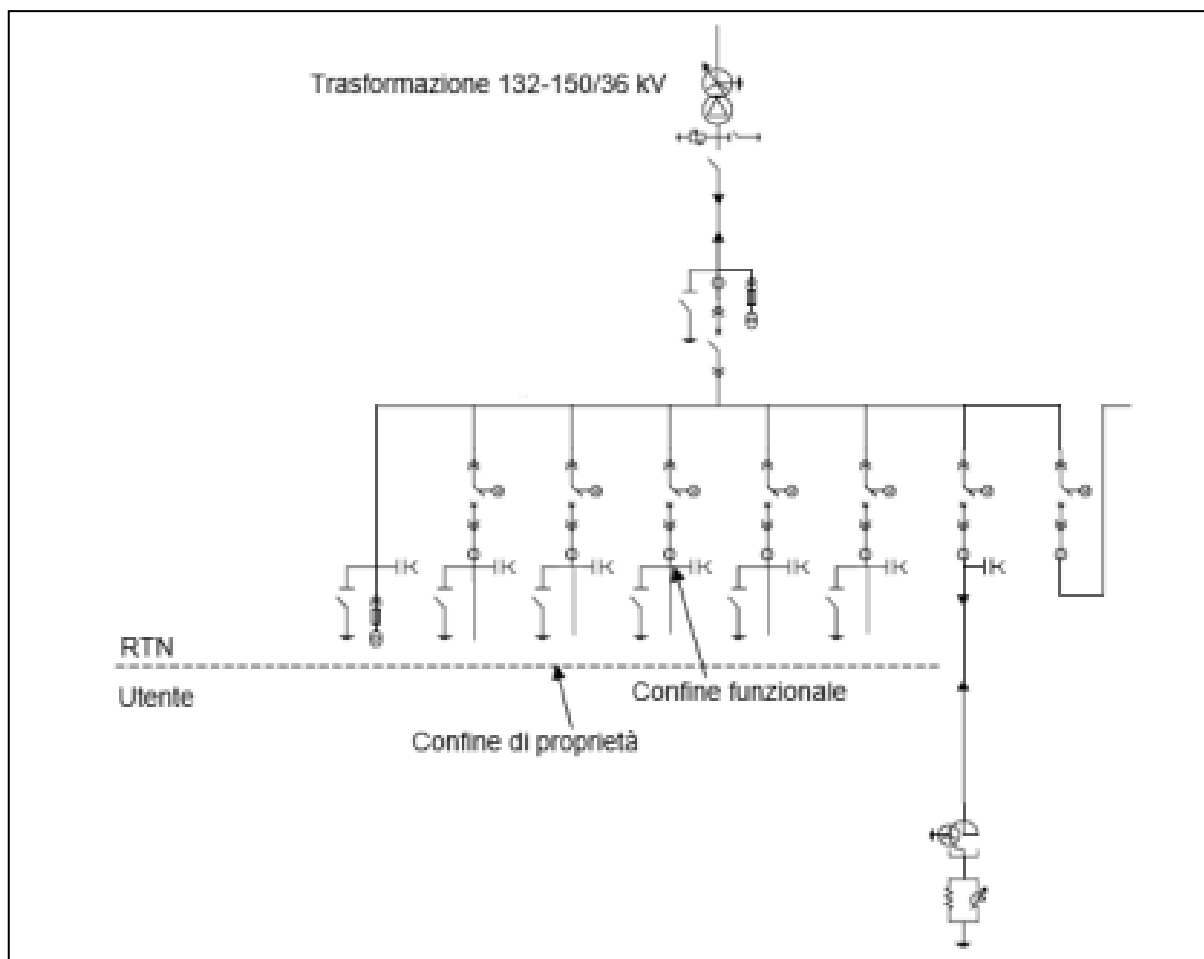 Trasformazione 132-150/36 kV
RTN
Utente
Confine funzionale
Confine di proprietà